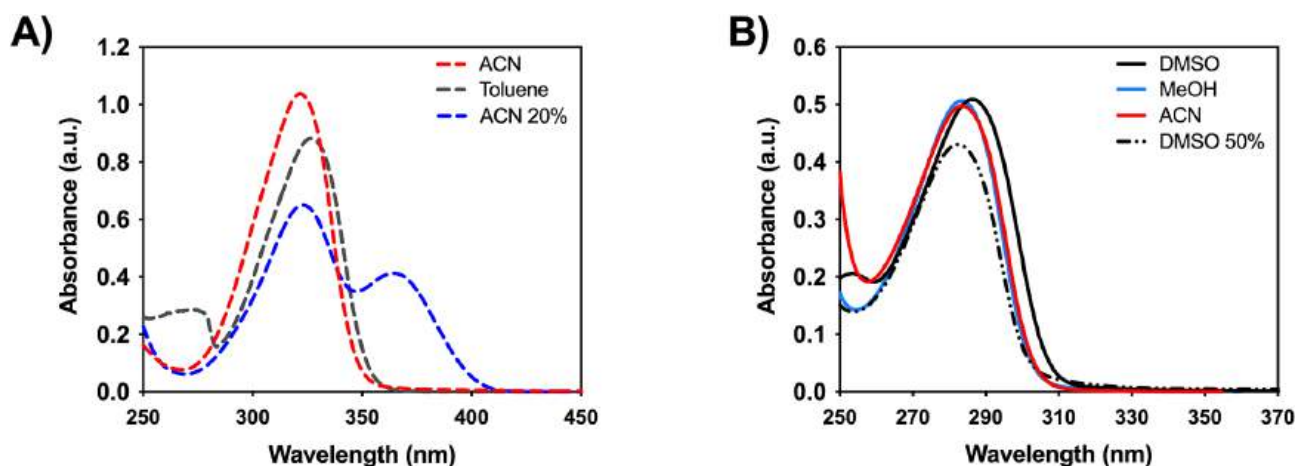 A)
1.2
1.0
0.8
0.6
0.4
0.2
0.0
Absorbance (a.u.)
250 300 350 400 450
Wavelength (nm)
ACN
Toluene
ACN 20%
B)
0.6
0.5
0.4
0.3
0.2
0.1
0.0
Absorbance (a.u.)
250 270 290 310 330 350 370
Wavelength (nm)
DMSO
MeOH
ACN
DMSO 50%